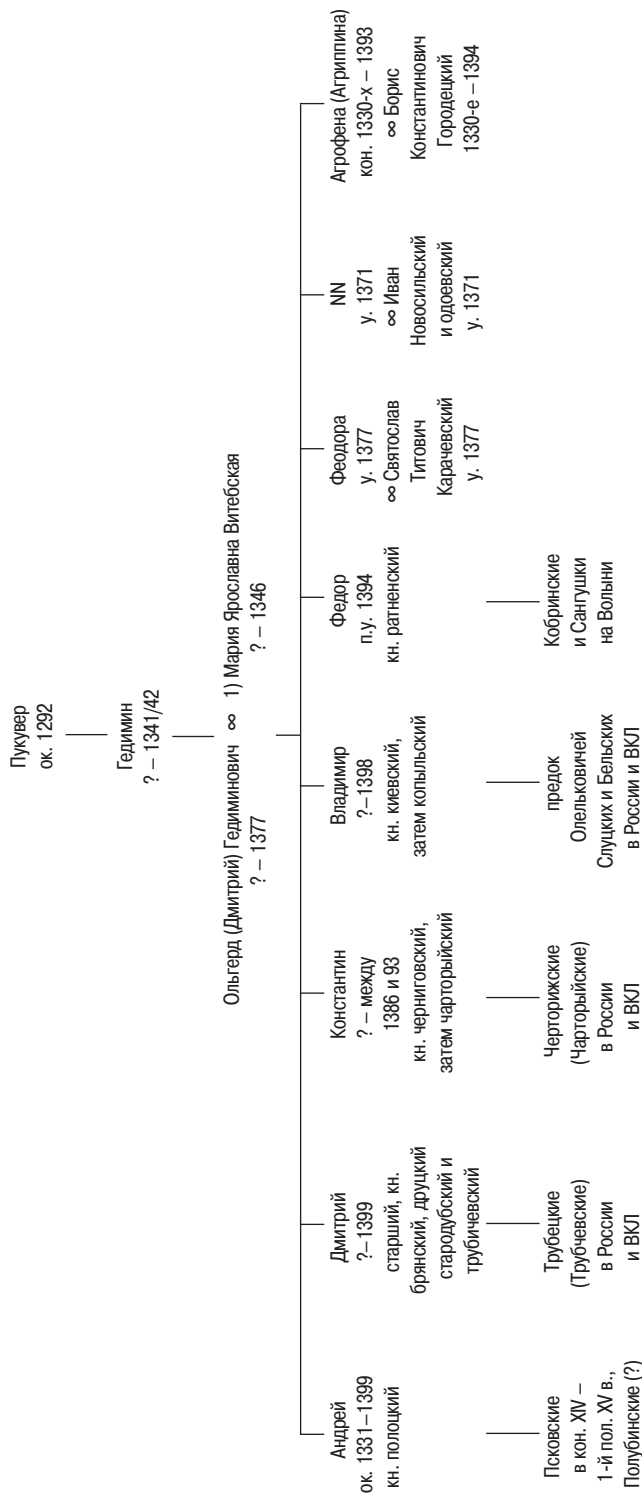 Пукувер
ок. 1292
Гедимин
? – 1341/42
Ольгерд (Дмитрий) Гедиминович ∞ 1) Мария Ярославна Витебская
? – 1377
? – 1346
Андрей
ок. 1331–1399
кн. полоцкий
Дмитрий
?–1399
старший, кн.
брянский, друцкий
стародубский и
трубичевский
Константин
? – между
1386 и 93
кн. черниговский,
затем чарторыйский
Владимир
?–1398
кн. киевский,
затем копыльский
Федор
п.у. 1394
кн. ратненский
Феодора
у. 1377
∞ Святослав
Титович
Карачевский
у. 1377
NN
у. 1371
∞ Иван
Новосильский
и одоевский
у. 1371
Агрофена (Агриппина)
кон. 1330-х – 1393
∞ Борис
Константинович
Городецкий
1330-е – 1394
Псковские
в кон. XIV –
1-й пол. XV в.,
Полубинские (?)
Трубецкие
(Трубчевские)
в России
и ВКЛ
Черторижские
(Чарторыйские)
в России
и ВКЛ
предок
Олельковичей
Слуцких и Бельских
в России и ВКЛ
Кобринские
и Сангушки
на Волыни